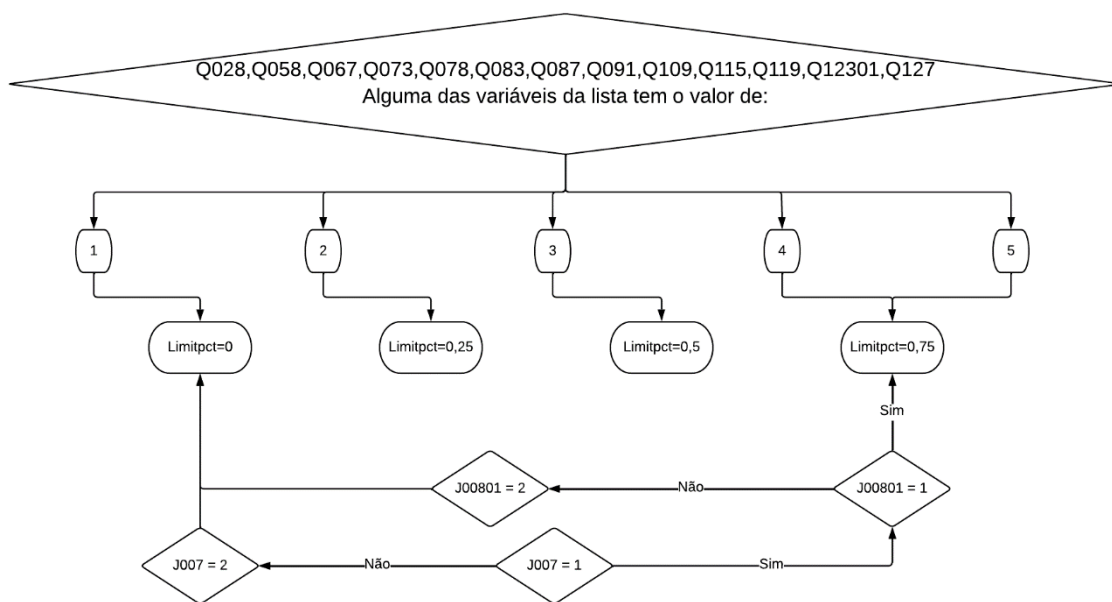 Q028,Q058,Q067,Q073,Q078,Q083,Q087,Q091,Q109,Q115,Q119,Q12301,Q127
Alguma das variáveis da lista tem o valor de:
1
2
3
4
5
Limitpct=0
Limitpct=0,25
Limitpct=0,5
Limitpct=0,75
Sim
J00801 = 2
Não
J00801 = 1
J007 = 2
Não
J007 = 1
Sim